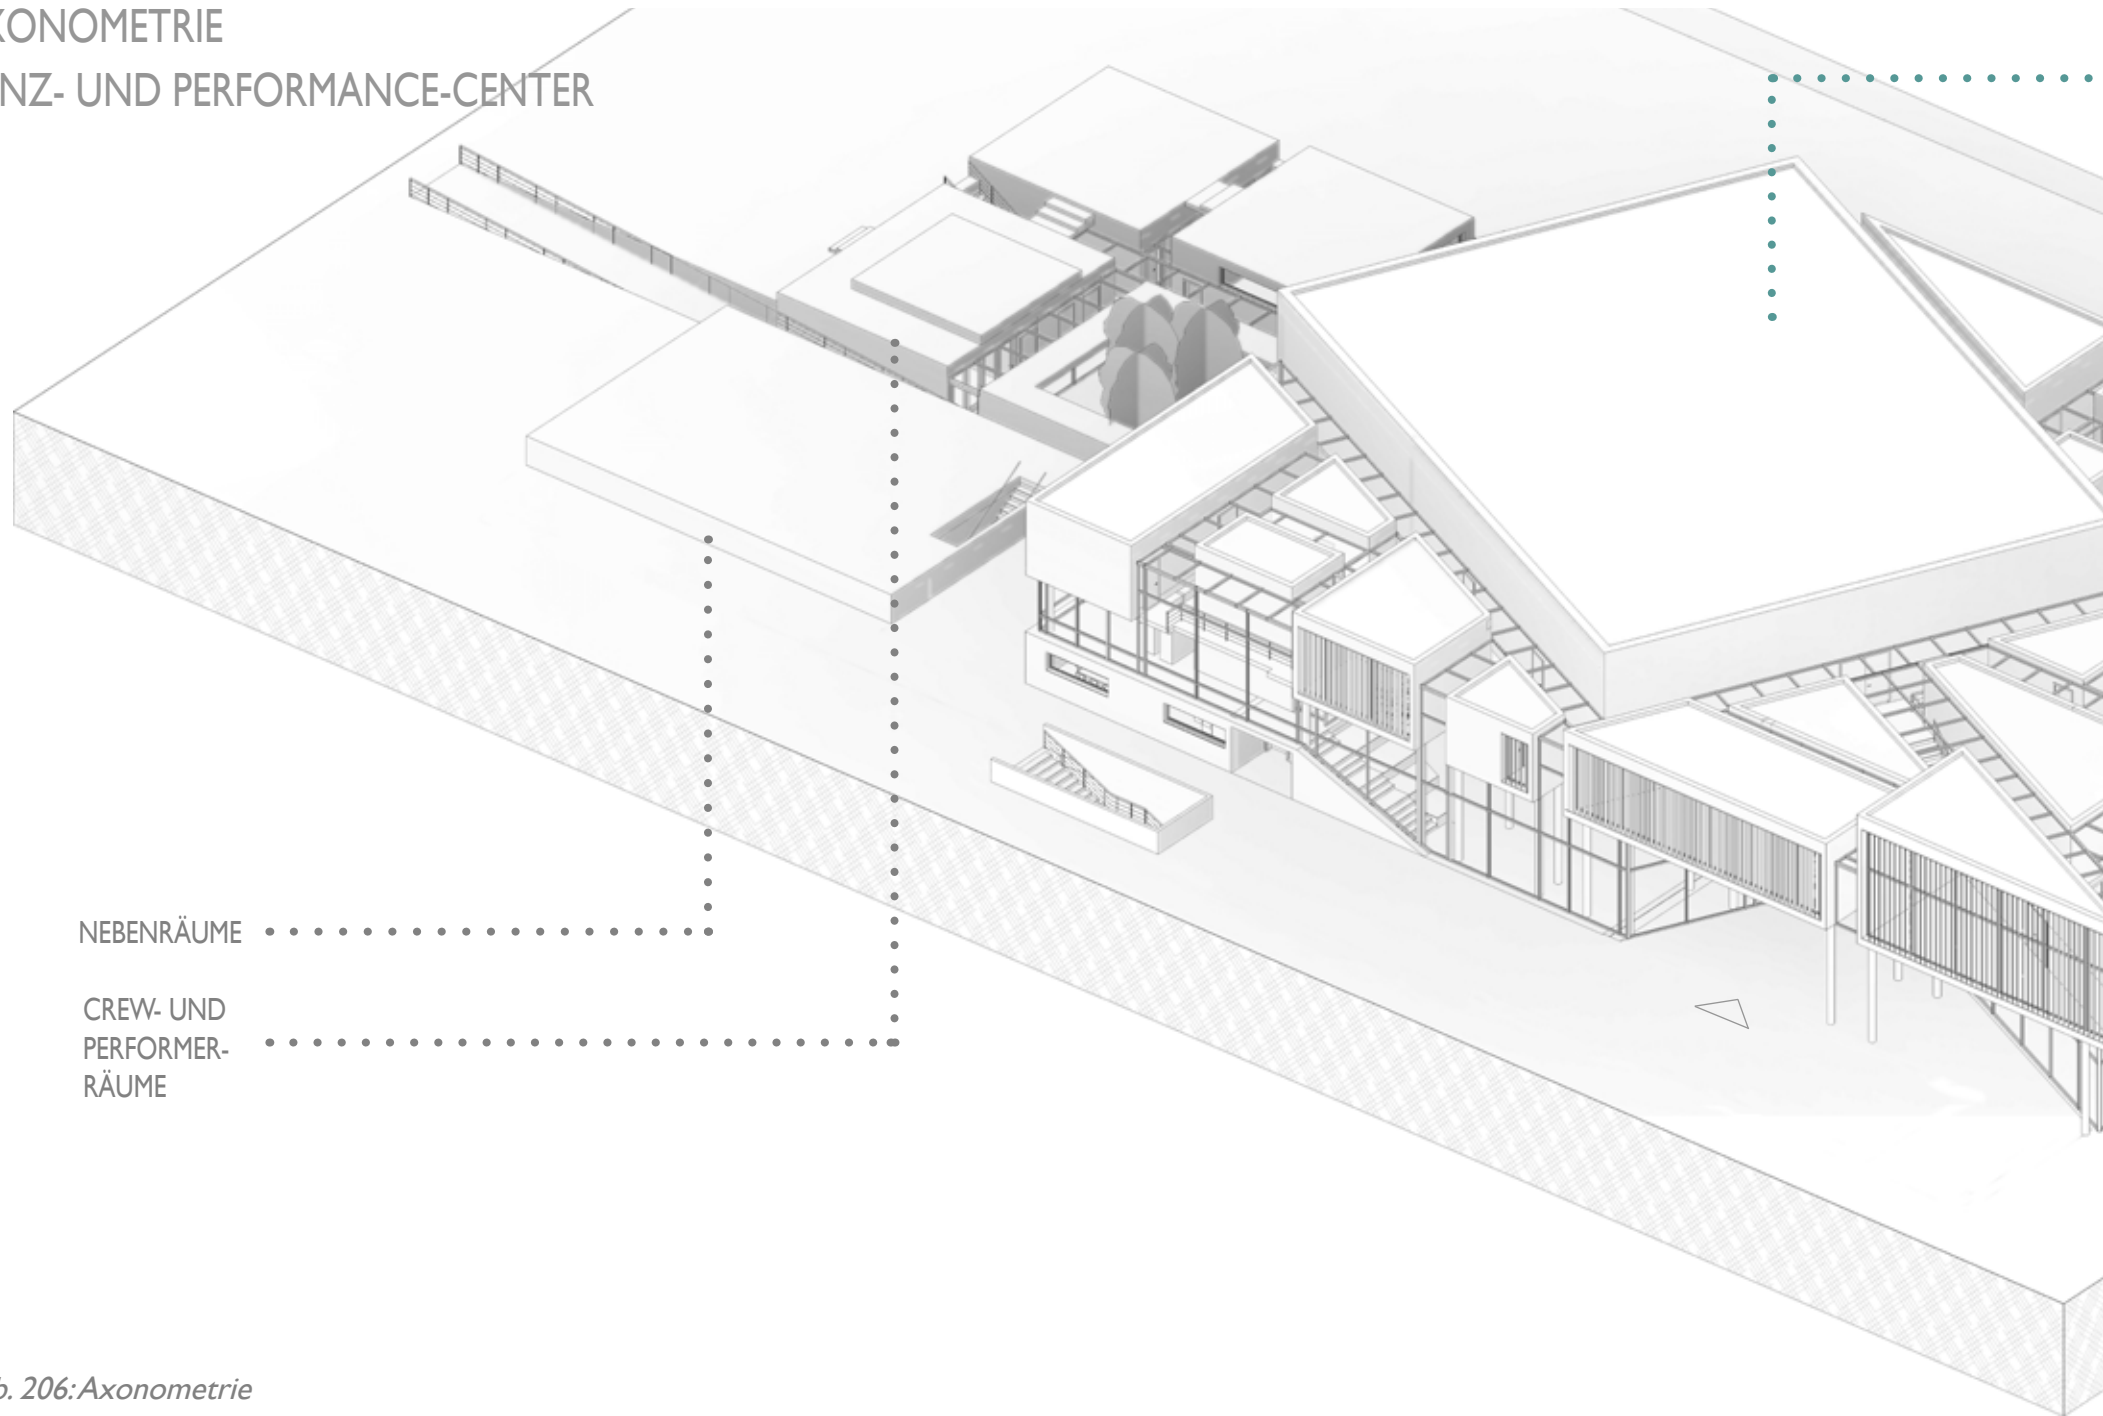 XONOMETRIE
NZ- UND PERFORMANCE-CENTER
NEBENRÄUME
CREW- UND
PERFORMER-
RÄUME
b. 206: Axonometrie